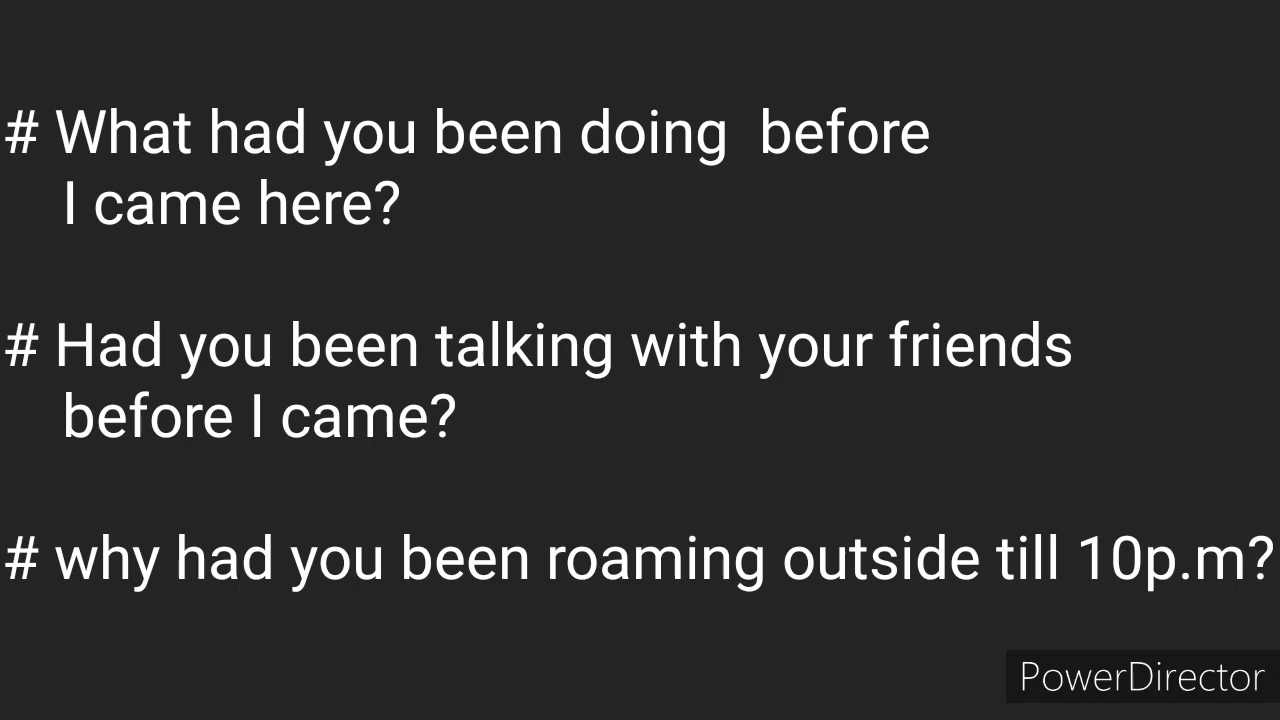 # What had you been doing  before
I came here?
# Had you been talking with your friends
before I came?
# why had you been roaming outside till 10p.m?
PowerDirector